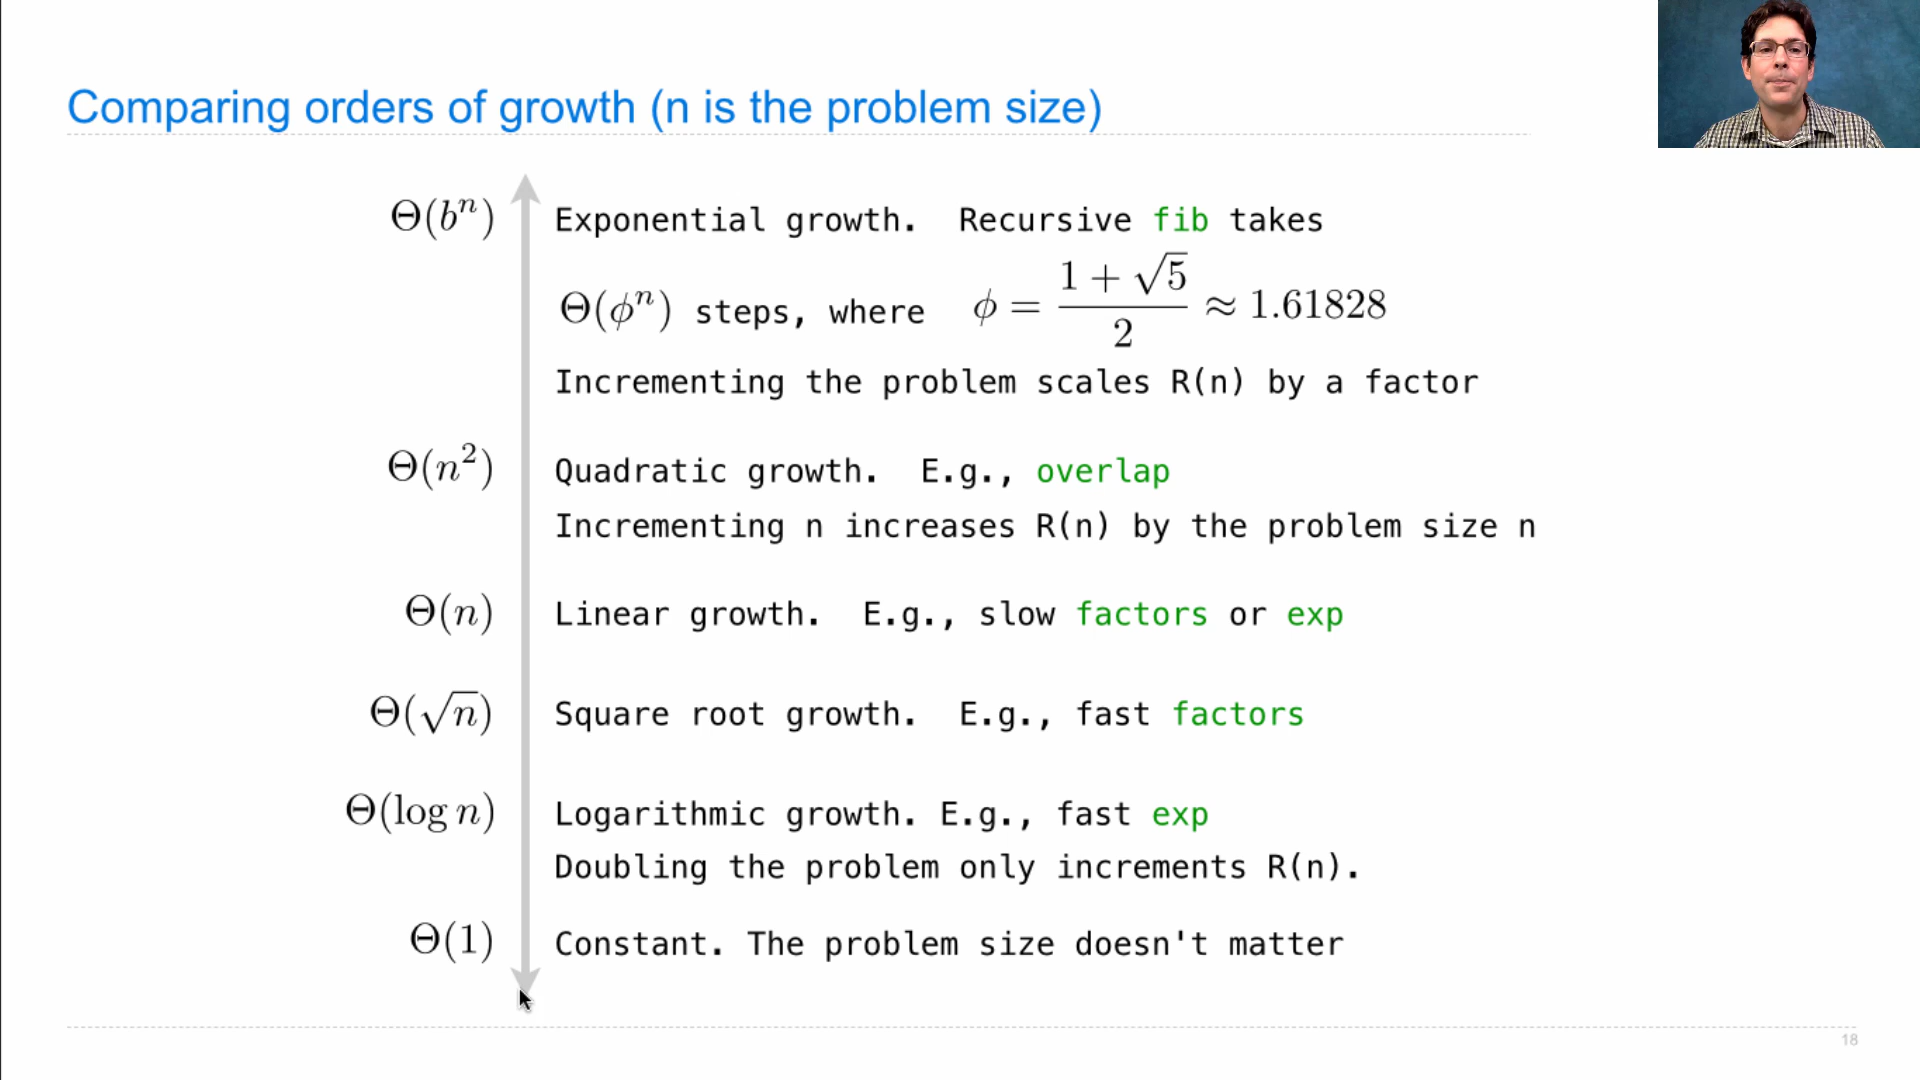 Comparing orders of growth (n is the problem size)
Θ(bⁿ) Exponential growth. Recursive fib takes
Θ(ϕⁿ) steps, where ϕ = (1 + √5)/2 ≈ 1.61828
Incrementing the problem scales R(n) by a factor
Θ(n²) Quadratic growth. E.g., overlap
Incrementing n increases R(n) by the problem size n
Θ(n) Linear growth. E.g., slow factors or exp
Θ(√n) Square root growth. E.g., fast factors
Θ(log n) Logarithmic growth. E.g., fast exp
Doubling the problem only increments R(n).
Θ(1) Constant. The problem size doesn't matter
18